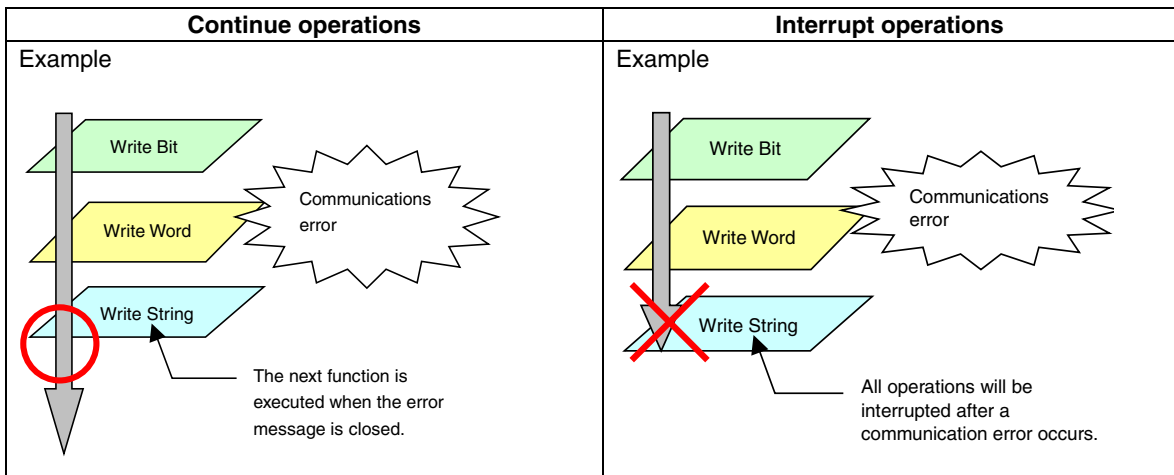 Continue operations
Interrupt operations
Example
Write Bit
Communications
error
Write Word
Write String
The next function is
executed when the error
message is closed.
Example
Write Bit
Communications
error
Write Word
Write String
All operations will be
interrupted after a
communication error occurs.